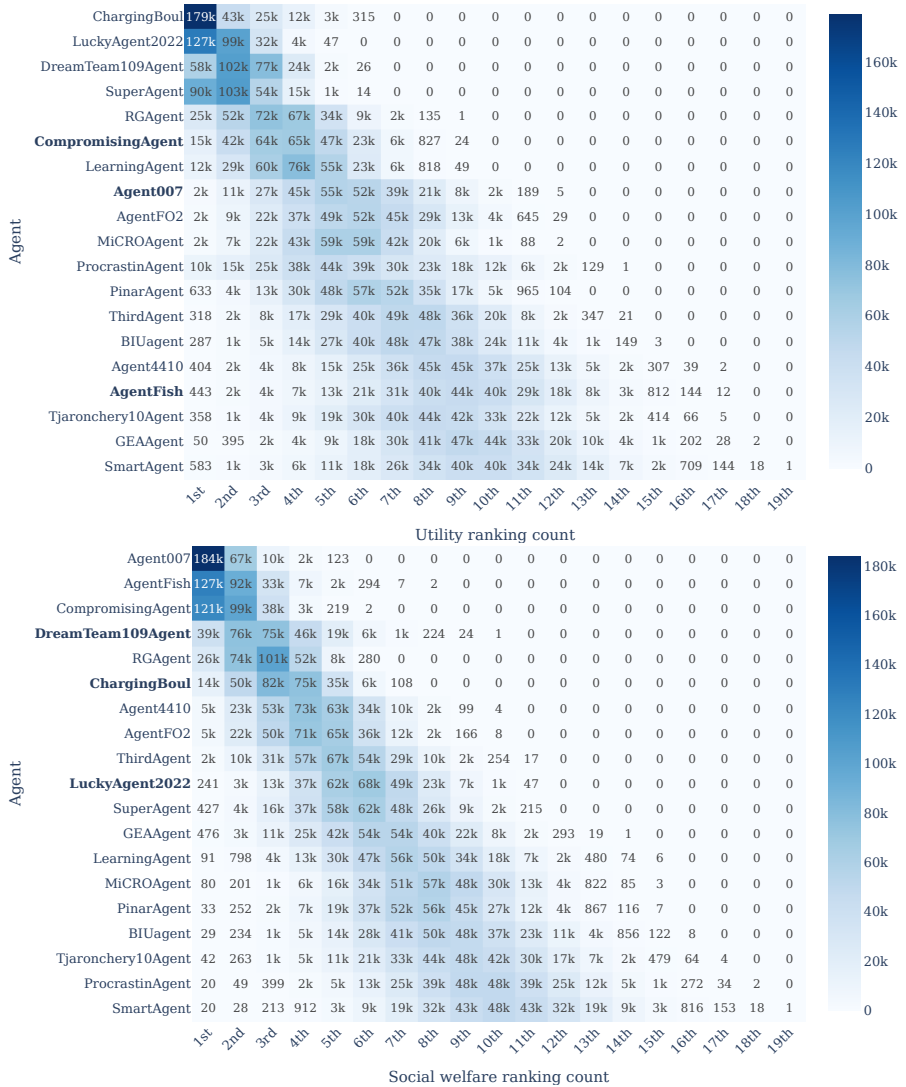 ChargingBoul 179k 43k 25k 12k 3k 315 0 0 0 0 0 0 0 0 0 0 0 0 0
LuckyAgent2022 127k 99k 32k 4k 47 0 0 0 0 0 0 0 0 0 0 0 0 0 0
DreamTeam109Agent 58k 102k 77k 24k 2k 26 0 0 0 0 0 0 0 0 0 0 0 0 0
SuperAgent 90k 103k 54k 15k 1k 14 0 0 0 0 0 0 0 0 0 0 0 0 0
RGAgent 25k 52k 72k 67k 34k 9k 2k 135 1 0 0 0 0 0 0 0 0 0 0
CompromisingAgent 15k 42k 64k 65k 47k 23k 6k 827 24 0 0 0 0 0 0 0 0 0 0
LearningAgent 12k 29k 60k 76k 55k 23k 6k 818 49 0 0 0 0 0 0 0 0 0 0
Agent007 2k 11k 27k 45k 55k 52k 39k 21k 8k 2k 189 5 0 0 0 0 0 0 0
AgentFO2 2k 9k 22k 37k 49k 52k 45k 29k 13k 4k 645 29 0 0 0 0 0 0 0
MiCROAgent 2k 7k 22k 43k 59k 59k 42k 20k 6k 1k 88 2 0 0 0 0 0 0 0
ProcrastinAgent 10k 15k 25k 38k 44k 39k 30k 23k 18k 12k 6k 2k 129 1 0 0 0 0 0
PinarAgent 633 4k 13k 30k 48k 57k 52k 35k 17k 5k 965 104 0 0 0 0 0 0 0
ThirdAgent 318 2k 8k 17k 29k 40k 49k 48k 36k 20k 8k 2k 347 21 0 0 0 0 0
BIUagent 287 1k 5k 14k 27k 40k 48k 47k 38k 24k 11k 4k 1k 149 3 0 0 0 0
Agent4410 404 2k 4k 8k 15k 25k 36k 45k 45k 37k 25k 13k 5k 2k 307 39 2 0 0
AgentFish 443 2k 4k 7k 13k 21k 31k 40k 44k 40k 29k 18k 8k 3k 812 144 12 0 0
Tjaronchery10Agent 358 1k 4k 9k 19k 30k 40k 44k 42k 33k 22k 12k 5k 2k 414 66 5 0 0
GEAAgent 50 395 2k 4k 9k 18k 30k 41k 47k 44k 33k 20k 10k 4k 1k 202 28 2 0
SmartAgent 583 1k 3k 6k 11k 18k 26k 34k 40k 40k 34k 24k 14k 7k 2k 709 144 18 1
1st 2nd 3rd 4th 5th 6th 7th 8th 9th 10th 11th 12th 13th 14th 15th 16th 17th 18th 19th
Utility ranking count
Agent
160k
140k
120k
100k
80k
60k
40k
20k
0
Agent007 184k 67k 10k 2k 123 0 0 0 0 0 0 0 0 0 0 0 0 0 0
AgentFish 127k 92k 33k 7k 2k 294 7 2 0 0 0 0 0 0 0 0 0 0 0
CompromisingAgent 121k 99k 38k 3k 219 2 0 0 0 0 0 0 0 0 0 0 0 0 0
DreamTeam109Agent 39k 76k 75k 46k 19k 6k 1k 224 24 1 0 0 0 0 0 0 0 0 0
RGAgent 26k 74k 101k 52k 8k 280 0 0 0 0 0 0 0 0 0 0 0 0 0
ChargingBoul 14k 50k 82k 75k 35k 6k 108 0 0 0 0 0 0 0 0 0 0 0 0
Agent4410 5k 23k 53k 73k 63k 34k 10k 2k 99 4 0 0 0 0 0 0 0 0 0
AgentFO2 5k 22k 50k 71k 65k 36k 12k 2k 166 8 0 0 0 0 0 0 0 0 0
ThirdAgent 2k 10k 31k 57k 67k 54k 29k 10k 2k 254 17 0 0 0 0 0 0 0 0
LuckyAgent2022 241 3k 13k 37k 62k 68k 49k 23k 7k 1k 47 0 0 0 0 0 0 0 0
SuperAgent 427 4k 16k 37k 58k 62k 48k 26k 9k 2k 215 0 0 0 0 0 0 0 0
GEAAgent 476 3k 11k 25k 42k 54k 54k 40k 22k 8k 2k 293 19 1 0 0 0 0 0
LearningAgent 91 798 4k 13k 30k 47k 56k 50k 34k 18k 7k 2k 480 74 6 0 0 0 0
MiCROAgent 80 201 1k 6k 16k 34k 51k 57k 48k 30k 13k 4k 822 85 3 0 0 0 0
PinarAgent 33 252 2k 7k 19k 37k 52k 56k 45k 27k 12k 4k 867 116 7 0 0 0 0
BIUagent 29 234 1k 5k 14k 28k 41k 50k 48k 37k 23k 11k 4k 856 122 8 0 0 0
Tjaronchery10Agent 42 263 1k 5k 11k 21k 33k 44k 48k 42k 30k 17k 7k 2k 479 64 4 0 0
ProcrastinAgent 20 49 399 2k 5k 13k 25k 39k 48k 48k 39k 25k 12k 5k 1k 272 34 2 0
SmartAgent 20 28 213 912 3k 9k 19k 32k 43k 48k 43k 32k 19k 9k 3k 816 153 18 1
1st 2nd 3rd 4th 5th 6th 7th 8th 9th 10th 11th 12th 13th 14th 15th 16th 17th 18th 19th
Social welfare ranking count
Agent
180k
160k
140k
120k
100k
80k
60k
40k
20k
0